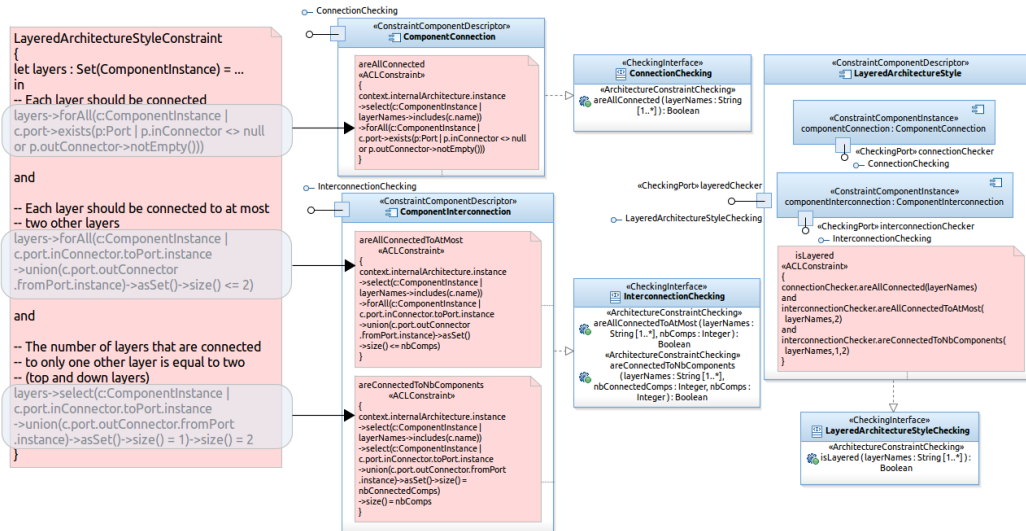 LayeredArchitectureStyleConstraint
{
let layers : Set(ComponentInstance) = ...
in
-- Each layer should be connected
layers->forAll(c:ComponentInstance |
c.port->exists(p:Port | p.inConnector <> null
or p.outConnector->notEmpty()))
and
-- Each layer should be connected to at most
-- two other layers
layers->forAll(c:ComponentInstance |
c.port.inConnector.toPort.instance
->union(c.port.outConnector
.fromPort.instance)->asSet()->size() <= 2)
and
-- The number of layers that are connected
-- to only one other layer is equal to two
-- (top and down layers)
layers->select(c:ComponentInstance |
c.port.inConnector.toPort.instance
->union(c.port.outConnector.fromPort
.instance)->asSet()->size() = 1)->size() = 2
}
ConnectionChecking
«ConstraintComponentDescriptor»
ComponentConnection
areAllConnected
«ACLConstraint»
{
context.internalArchitecture.instance
->select(c:ComponentInstance |
layerNames->includes(c.name))
->forAll(c:ComponentInstance |
c.port->exists(p:Port | p.inConnector <> null
or p.outConnector->notEmpty()))
}
InterconnectionChecking
«ConstraintComponentDescriptor»
ComponentInterconnection
areAllConnectedToAtMost
«ACLConstraint»
{
context.internalArchitecture.instance
->select(c:ComponentInstance |
layerNames->includes(c.name))
->forAll(c:ComponentInstance |
c.port.inConnector.toPort.instance
->union(c.port.outConnector
.fromPort.instance)->asSet()
->size() <= nbComps)
}
areConnectedToNbComponents
«ACLConstraint»
{
context.internalArchitecture.instance
->select(c:ComponentInstance |
layerNames->includes(c.name))
->select(c:ComponentInstance |
c.port.inConnector.toPort.instance
->union(c.port.outConnector.fromPort
.instance)->asSet()->size() =
nbConnectedComps)
->size() = nbComps
}
«CheckingInterface»
ConnectionChecking
«ArchitectureConstraintChecking»
areAllConnected (layerNames : String
[1..*] ) : Boolean
«CheckingInterface»
InterconnectionChecking
«ArchitectureConstraintChecking»
areAllConnectedToAtMost (layerNames :
String [1..*], nbComps : Integer ) :
Boolean
«ArchitectureConstraintChecking»
areConnectedToNbComponents
(layerNames : String [1..*],
nbConnectedComps : Integer, nbComps :
Integer ) : Boolean
«ConstraintComponentDescriptor»
LayeredArchitectureStyle
«ConstraintComponentInstance»
componentConnection : ComponentConnection
«CheckingPort» connectionChecker
ConnectionChecking
«ConstraintComponentInstance»
componentInterconnection : ComponentInterconnection
«CheckingPort» interconnectionChecker
InterconnectionChecking
«CheckingPort» layeredChecker
LayeredArchitectureStyleChecking
isLayered
«ACLConstraint»
{
connectionChecker.areAllConnected(layerNames)
and
interconnectionChecker.areAllConnectedToAtMost(
layerNames,2)
and
interconnectionChecker.areConnectedToNbComponents(
layerNames,1,2)
}
«CheckingInterface»
LayeredArchitectureStyleChecking
«ArchitectureConstraintChecking»
isLayered (layerNames : String [1..*] ) :
Boolean